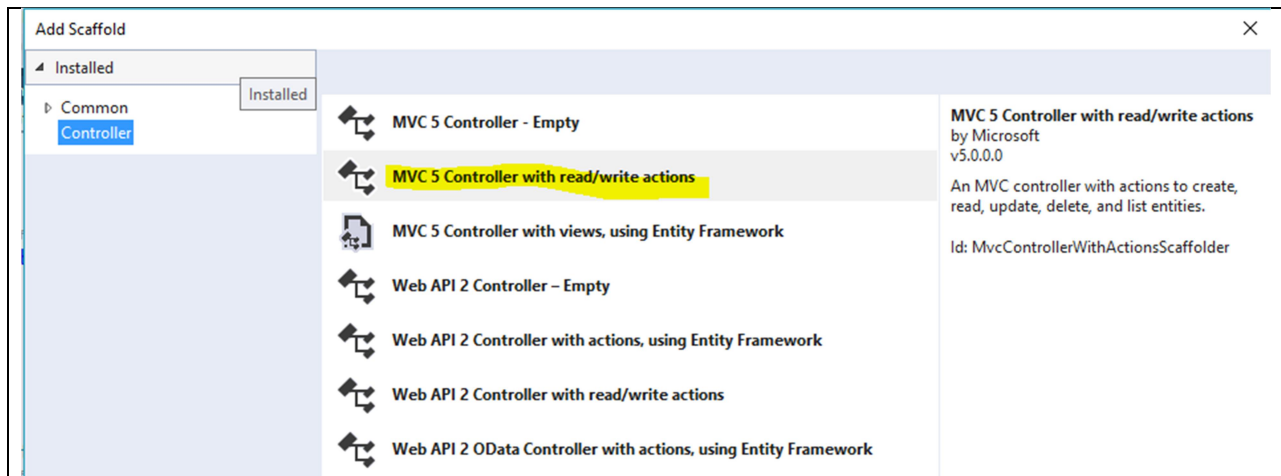 Add Scaffold
Installed
Installed
Common
Controller
MVC 5 Controller - Empty
MVC 5 Controller with read/write actions
MVC 5 Controller with views, using Entity Framework
Web API 2 Controller – Empty
Web API 2 Controller with actions, using Entity Framework
Web API 2 Controller with read/write actions
Web API 2 OData Controller with actions, using Entity Framework
MVC 5 Controller with read/write actions
by Microsoft
v5.0.0.0
An MVC controller with actions to create,
read, update, delete, and list entities.
Id: MvcControllerWithActionsScaffolder